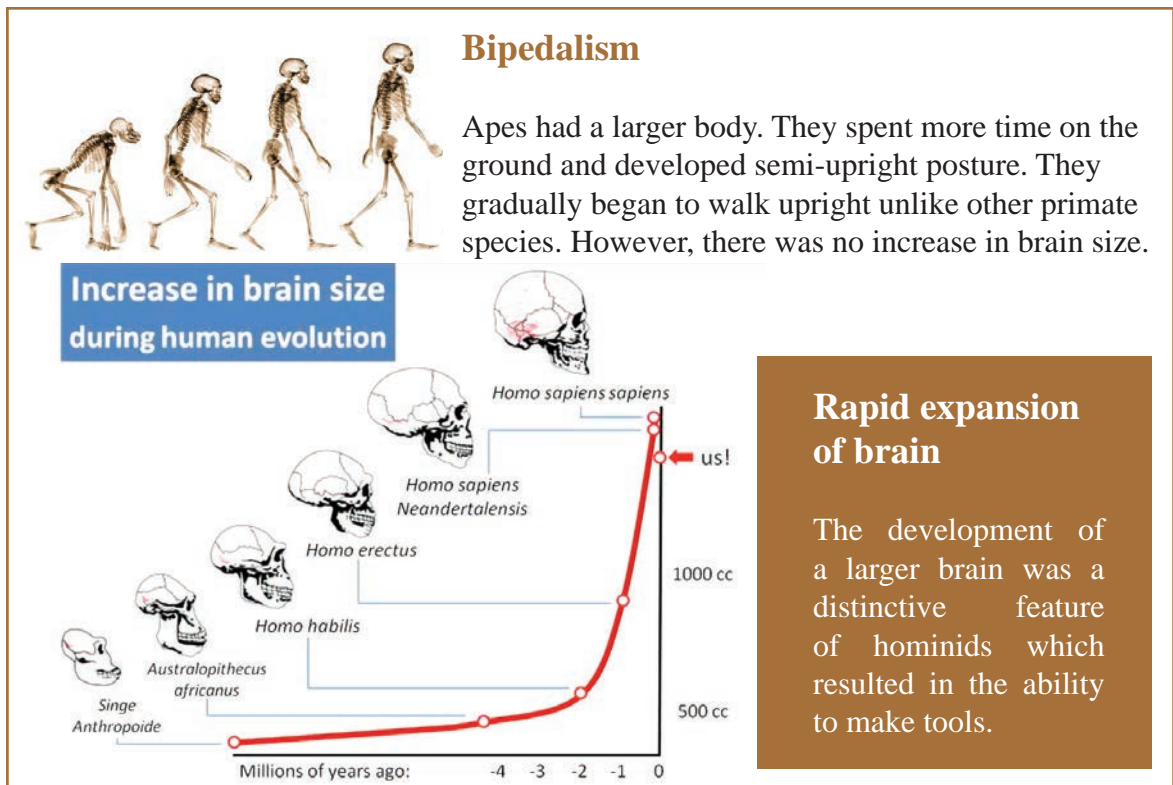 Bipedalism
Apes had a larger body. They spent more time on the
ground and developed semi-upright posture. They
gradually began to walk upright unlike other primate
species. However, there was no increase in brain size.
Increase in brain size
during human evolution
Homo sapiens sapiens
us!
Homo sapiens
Neandertalensis
Homo erectus
1000 cc
Homo habilis
Australopithecus
africanus
500 cc
Singe
Anthropoide
Millions of years ago: -4 -3 -2 -1 0
Rapid expansion
of brain
The development of
a larger brain was a
distinctive feature
of hominids which
resulted in the ability
to make tools.